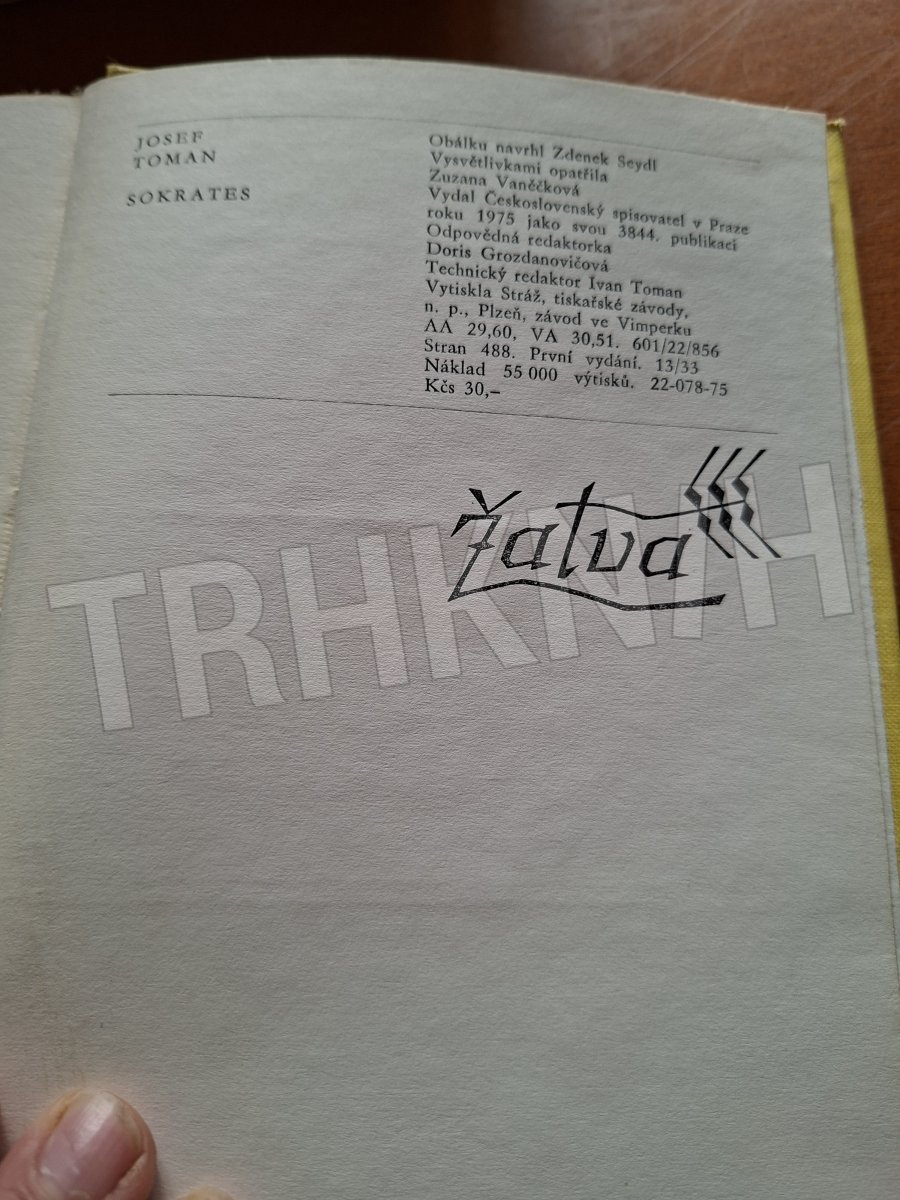 JOSEF
TOMAN
SOKRATES
Obálku navrhl Zdenek Seydl
Vysvětlivkami opatřila
Zuzana Vaněčková
Vydal Československý spisovatel v Praze
roku 1975 jako svou 3844. publikaci
Odpovědná redaktorka
Doris Grozdanovičová
Technický redaktor Ivan Toman
Vytiskla Stráž, tiskařské závody,
n. p., Plzeň, závod ve Vimperku
AA 29,60, VA 30,51. 601/22/856
Stran 488. První vydání. 13/33
Náklad 55 000 výtisků. 22-078-75
Kčs 30,–
Žatva
TRHKNIH